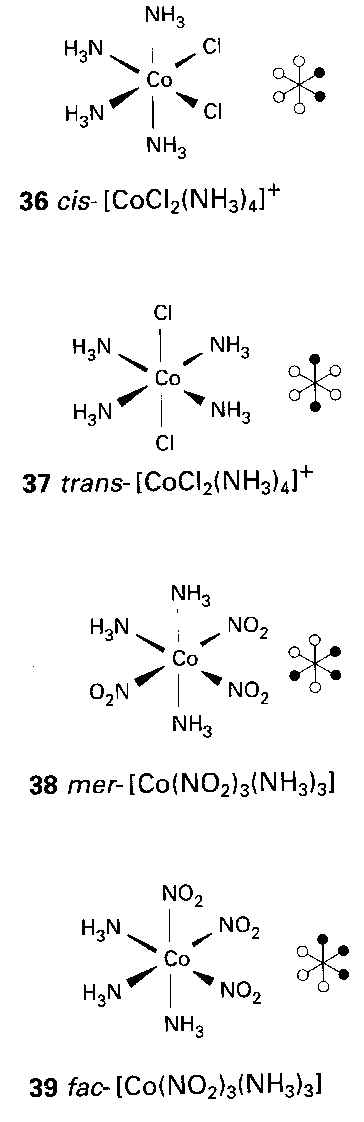 NH₃
H₃N Cl
Co
H₃N Cl
NH₃
36 cis-[CoCl₂(NH₃)₄]⁺
Cl
H₃N NH₃
Co
H₃N NH₃
Cl
37 trans-[CoCl₂(NH₃)₄]⁺
NH₃
H₃N NO₂
Co
O₂N NO₂
NH₃
38 mer-[Co(NO₂)₃(NH₃)₃]
NO₂
H₃N NO₂
Co
H₃N NO₂
NH₃
39 fac-[Co(NO₂)₃(NH₃)₃]